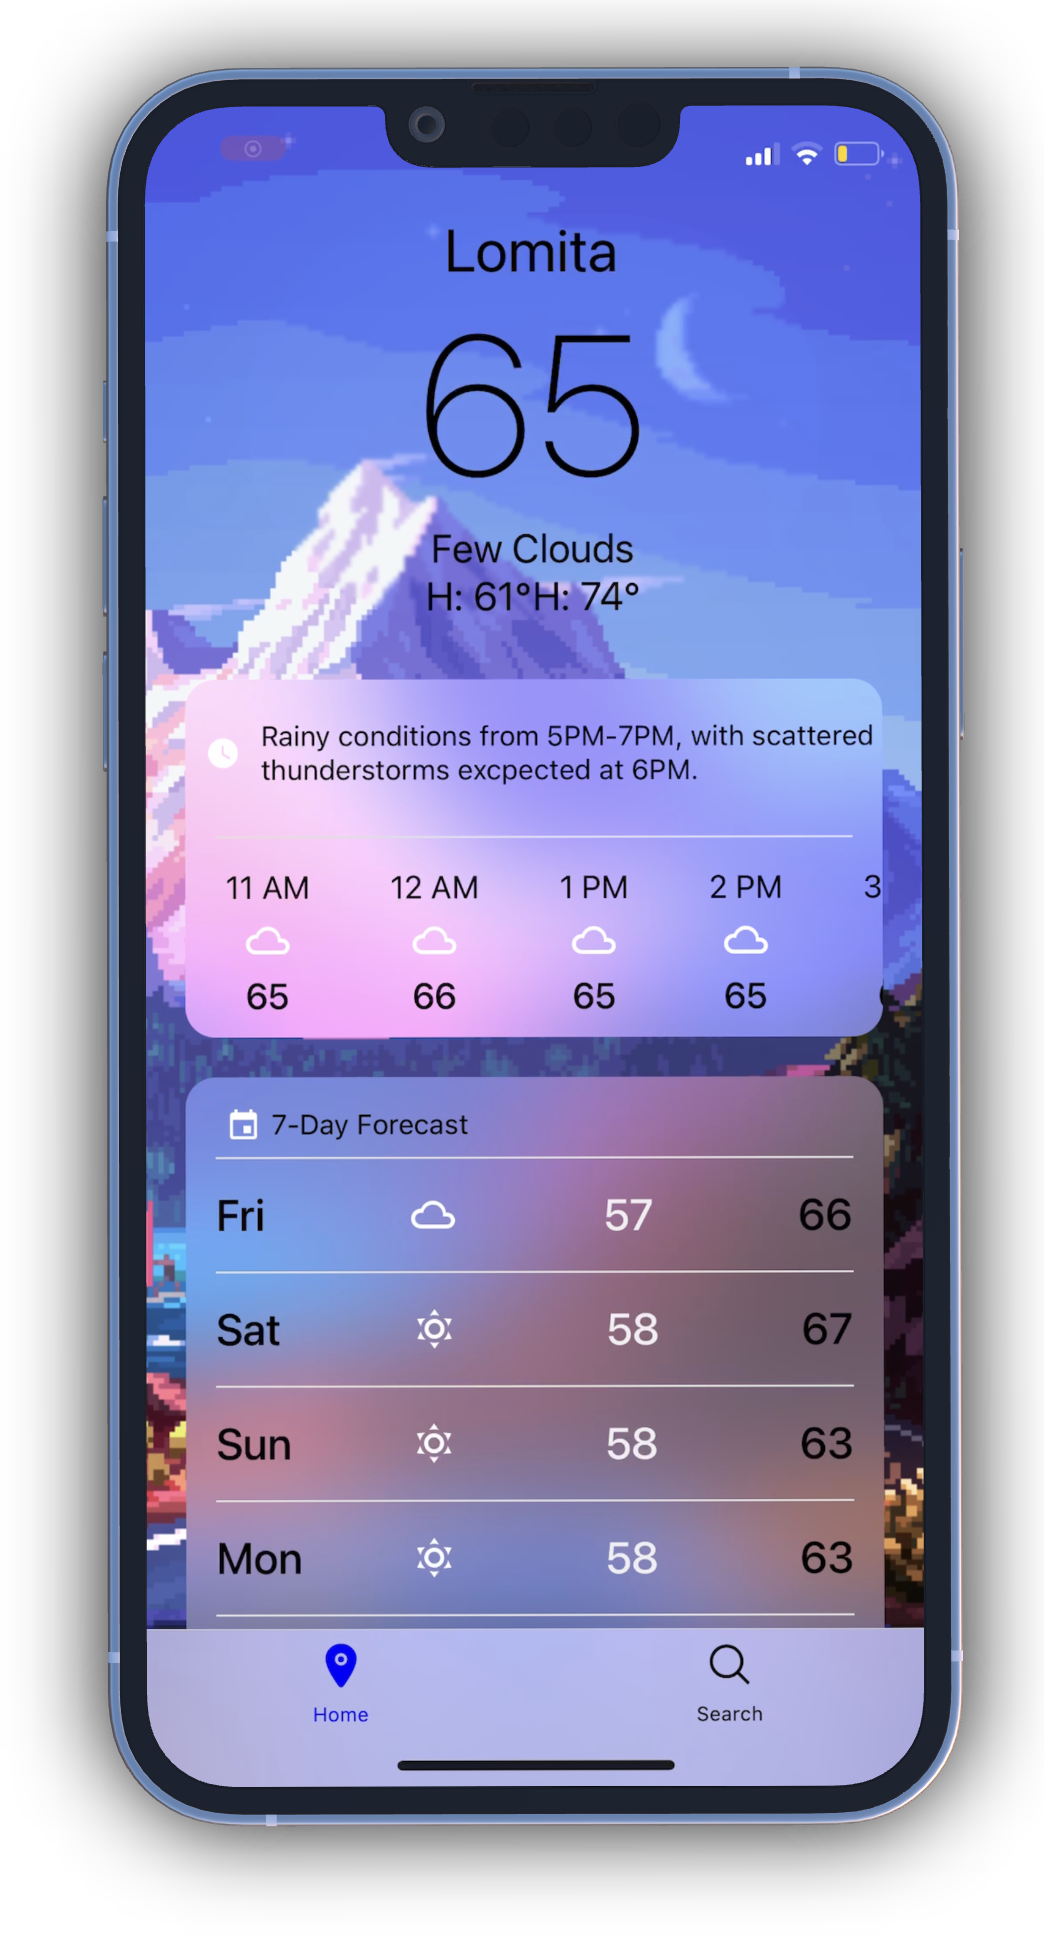 Lomita
65
Few Clouds
H: 61°H: 74°
Rainy conditions from 5PM-7PM, with scattered
thunderstorms excpected at 6PM.
11 AM 12 AM 1 PM 2 PM 3
65 66 65 65
7-Day Forecast
Fri 57 66
Sat 58 67
Sun 58 63
Mon 58 63
Home Search